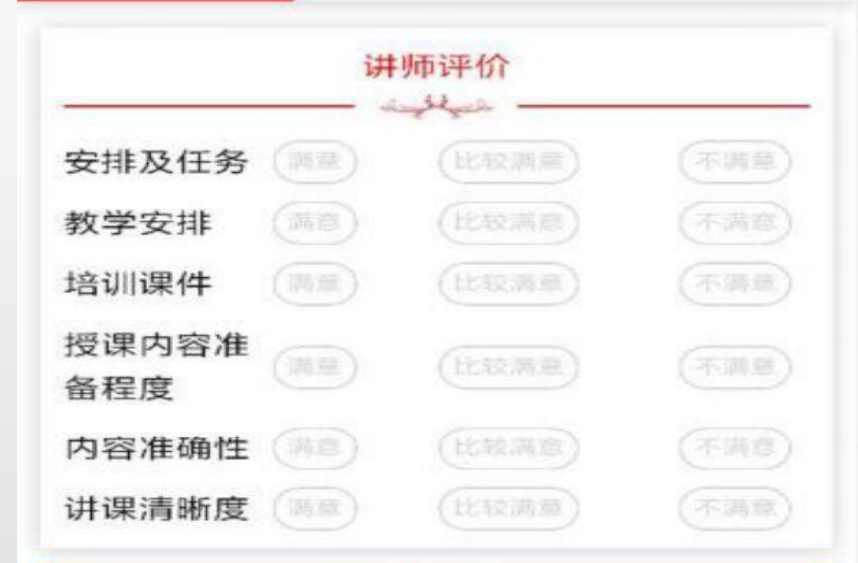 讲师评价
安排及任务 满意 比较满意 不满意
教学安排 满意 比较满意 不满意
培训课件 满意 比较满意 不满意
授课内容准
备程度 满意 比较满意 不满意
内容准确性 满意 比较满意 不满意
讲课清晰度 满意 比较满意 不满意